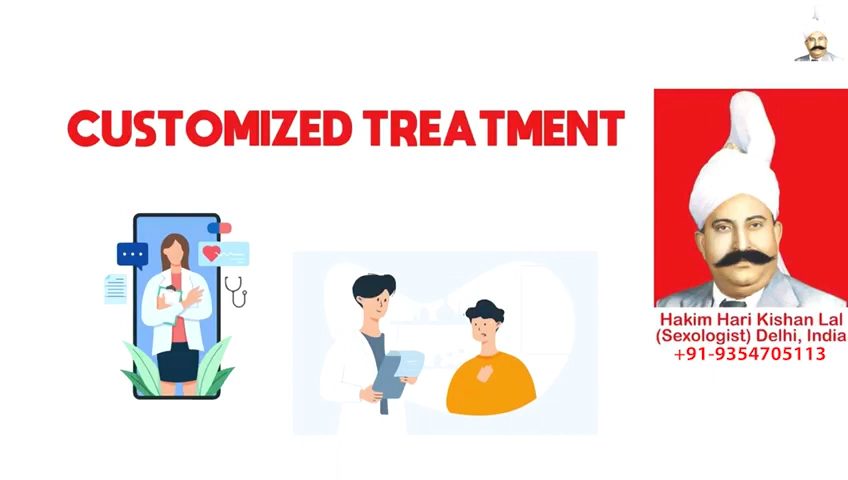 CUSTOMIZED TREATMENT
Hakim Hari Kishan Lal
(Sexologist) Delhi, India
+91-9354705113